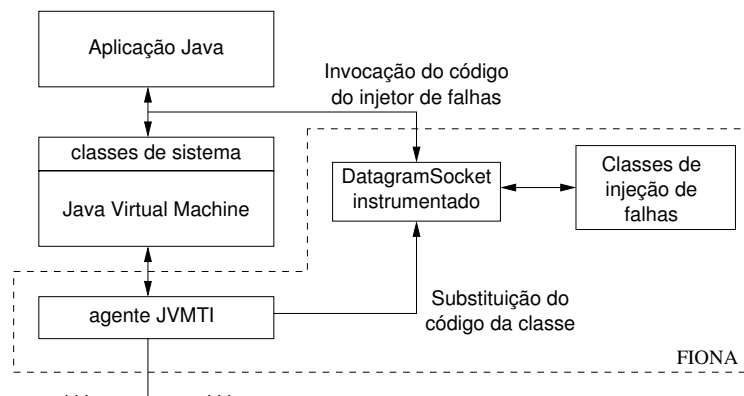 Aplicação Java
Invocação do código
do injetor de falhas
classes de sistema
Java Virtual Machine
DatagramSocket
instrumentado
Classes de
injeção de
falhas
agente JVMTI
Substituição do
código da classe
FIONA